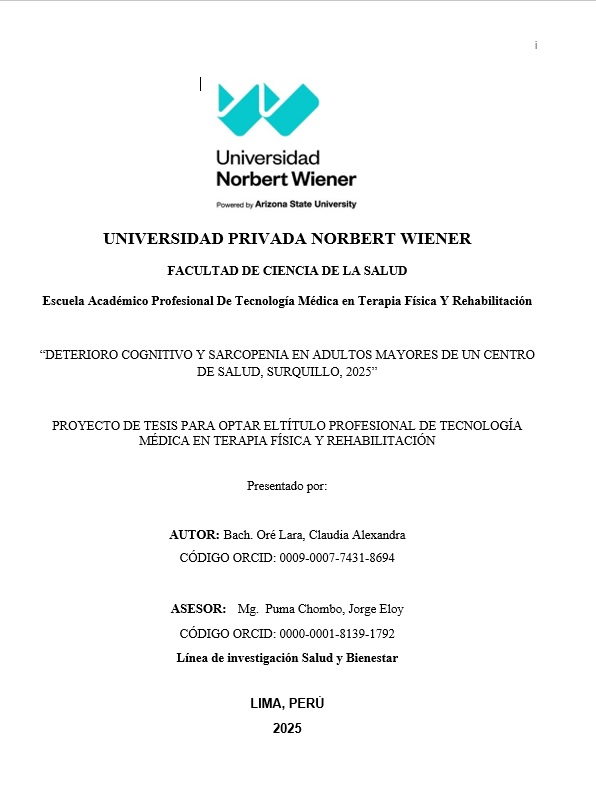 i
Universidad
Norbert Wiener
Powered by Arizona State University
UNIVERSIDAD PRIVADA NORBERT WIENER
FACULTAD DE CIENCIA DE LA SALUD
Escuela Académico Profesional De Tecnología Médica en Terapia Física Y Rehabilitación
“DETERIORO COGNITIVO Y SARCOPENIA EN ADULTOS MAYORES DE UN CENTRO
DE SALUD, SURQUILLO, 2025”
PROYECTO DE TESIS PARA OPTAR ELTÍTULO PROFESIONAL DE TECNOLOGÍA
MÉDICA EN TERAPIA FÍSICA Y REHABILITACIÓN
Presentado por:
AUTOR: Bach. Oré Lara, Claudia Alexandra
CÓDIGO ORCID: 0009-0007-7431-8694
ASESOR: Mg. Puma Chombo, Jorge Eloy
CÓDIGO ORCID: 0000-0001-8139-1792
Línea de investigación Salud y Bienestar
LIMA, PERÚ
2025